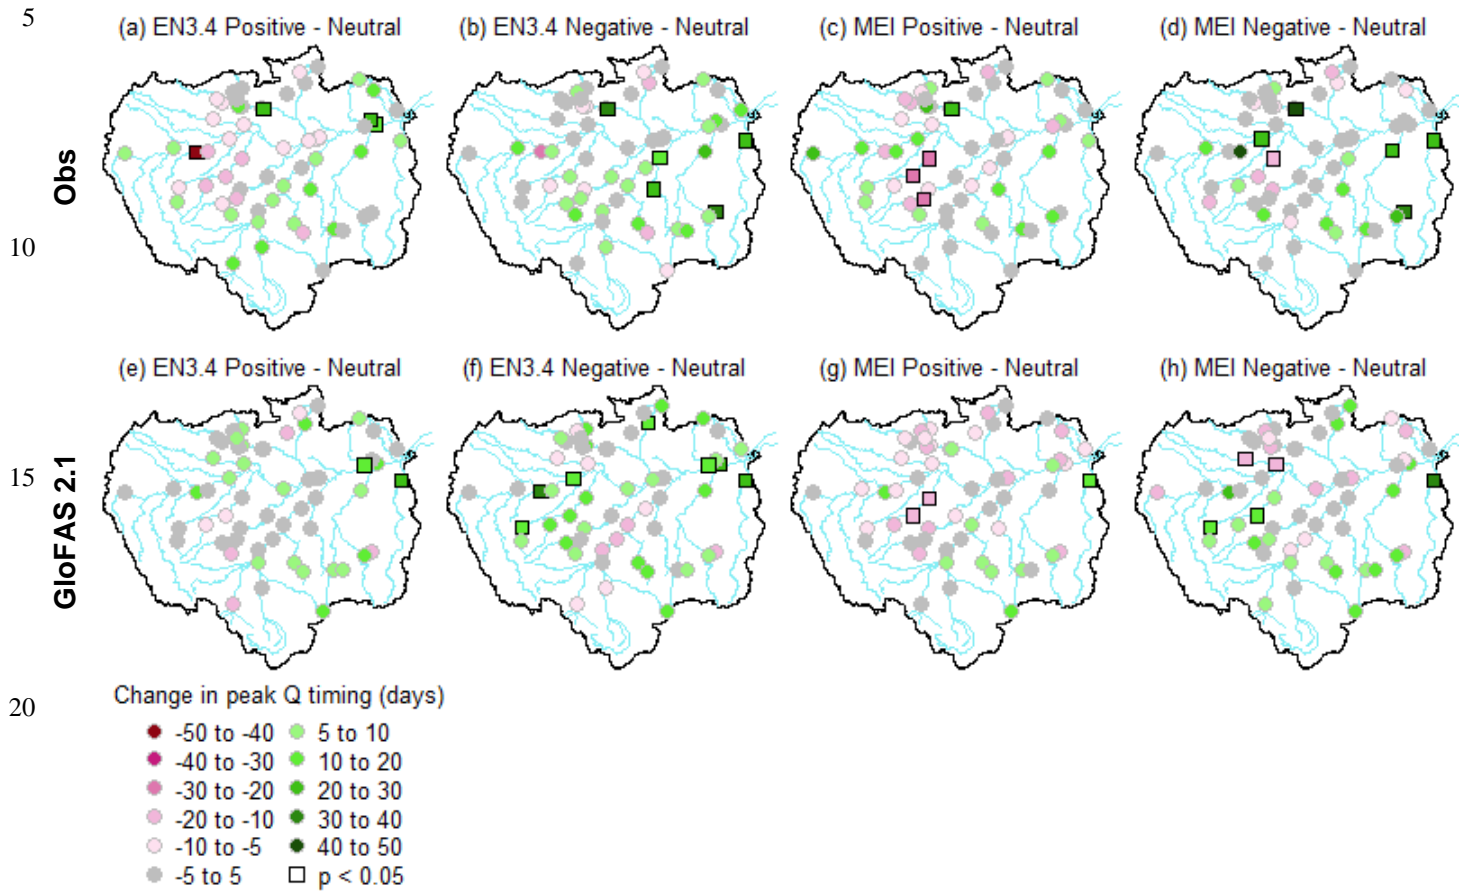 5
(a) EN3.4 Positive - Neutral
(b) EN3.4 Negative - Neutral
(c) MEI Positive - Neutral
(d) MEI Negative - Neutral
Obs
10
(e) EN3.4 Positive - Neutral
(f) EN3.4 Negative - Neutral
(g) MEI Positive - Neutral
(h) MEI Negative - Neutral
15
GloFAS 2.1
20
Change in peak Q timing (days)
-50 to -40
-40 to -30
-30 to -20
-20 to -10
-10 to -5
-5 to 5
5 to 10
10 to 20
20 to 30
30 to 40
40 to 50
p < 0.05